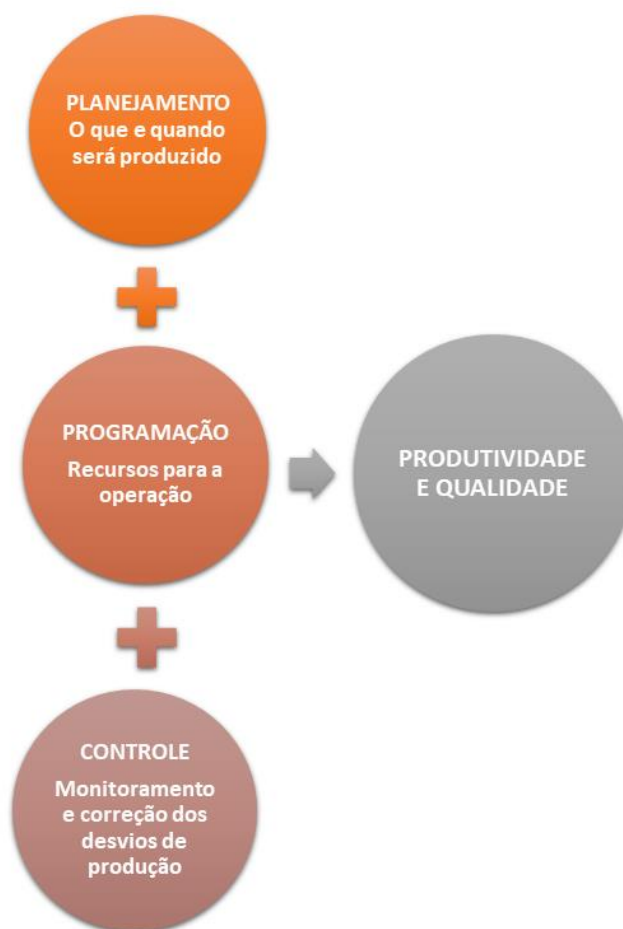 PLANEJAMENTO
O que e quando
será produzido
PROGRAMAÇÃO
Recursos para a
operação
PRODUTIVIDADE
E QUALIDADE
CONTROLE
Monitoramento
e correção dos
desvios de
produção